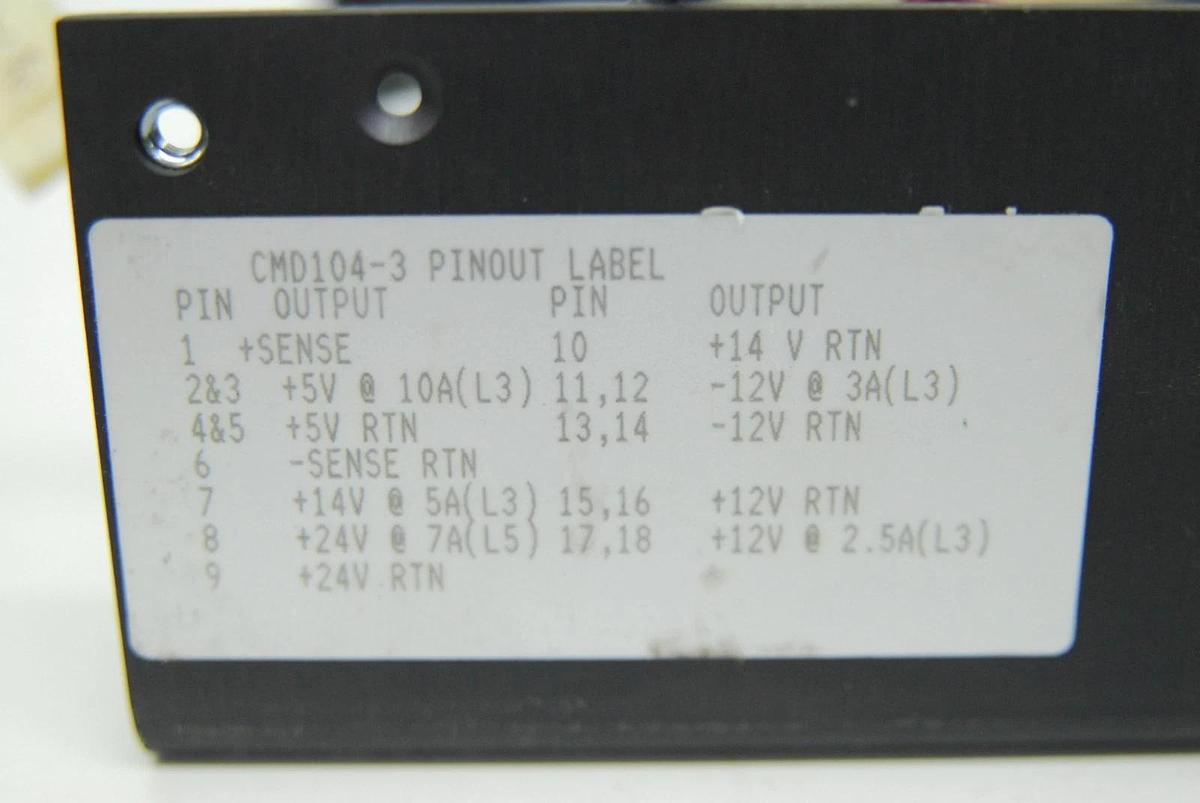 CMD104-3 PINOUT LABEL
PIN OUTPUT PIN OUTPUT
1 +SENSE 10 +14 V RTN
2&3 +5V @ 10A(L3) 11,12 -12V @ 3A(L3)
4&5 +5V RTN 13,14 -12V RTN
6 -SENSE RTN
7 +14V @ 5A(L3) 15,16 +12V RTN
8 +24V @ 7A(L5) 17,18 +12V @ 2.5A(L3)
9 +24V RTN